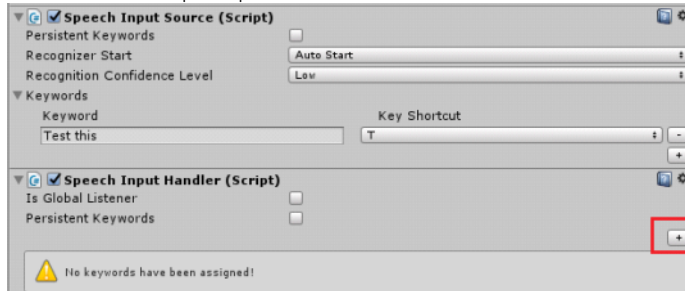 Speech Input Source (Script)
Persistent Keywords
Recognizer Start Auto Start
Recognition Confidence Level Low
Keywords
Keyword Key Shortcut
Test this T -
+
Speech Input Handler (Script)
Is Global Listener
Persistent Keywords
+
No keywords have been assigned!